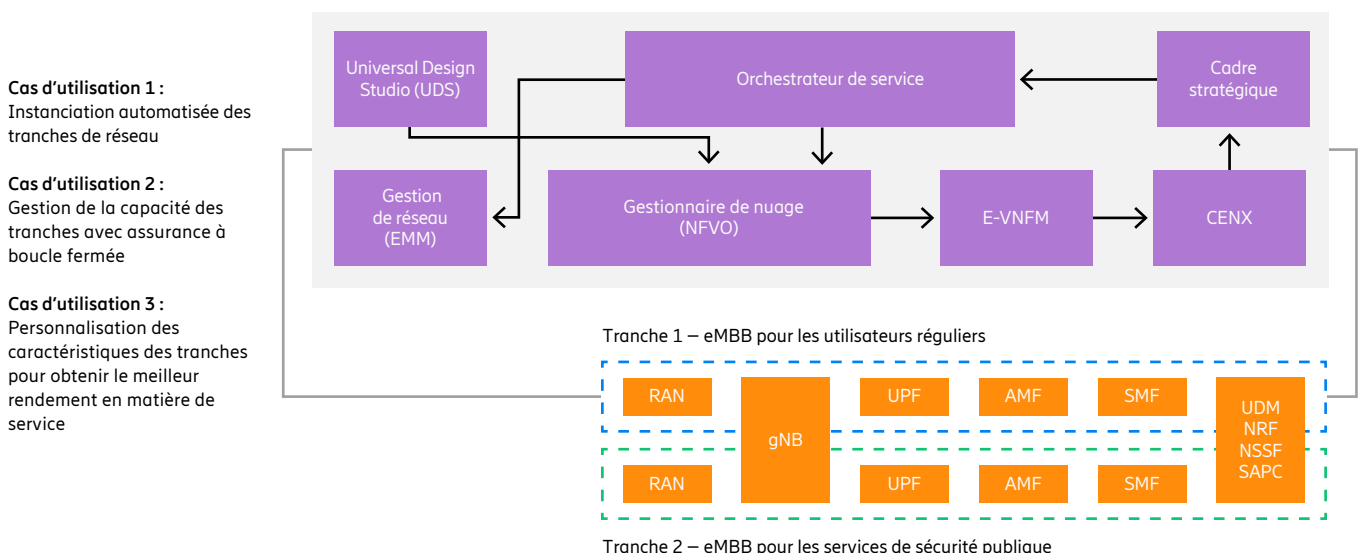 Cas d'utilisation 1 :
Instanciation automatisée des
tranches de réseau
Cas d'utilisation 2 :
Gestion de la capacité des
tranches avec assurance à
boucle fermée
Cas d'utilisation 3 :
Personnalisation des
caractéristiques des tranches
pour obtenir le meilleur
rendement en matière de
service
Universal Design
Studio (UDS)
Orchestrateur de service
Cadre
stratégique
Gestion
de réseau
(EMM)
Gestionnaire de nuage
(NFVO)
E-VNFM
CENX
Tranche 1 – eMBB pour les utilisateurs réguliers
RAN
gNB
UPF
AMF
SMF
UDM
NRF
NSSF
SAPC
RAN
UPF
AMF
SMF
Tranche 2 – eMBB pour les services de sécurité publique